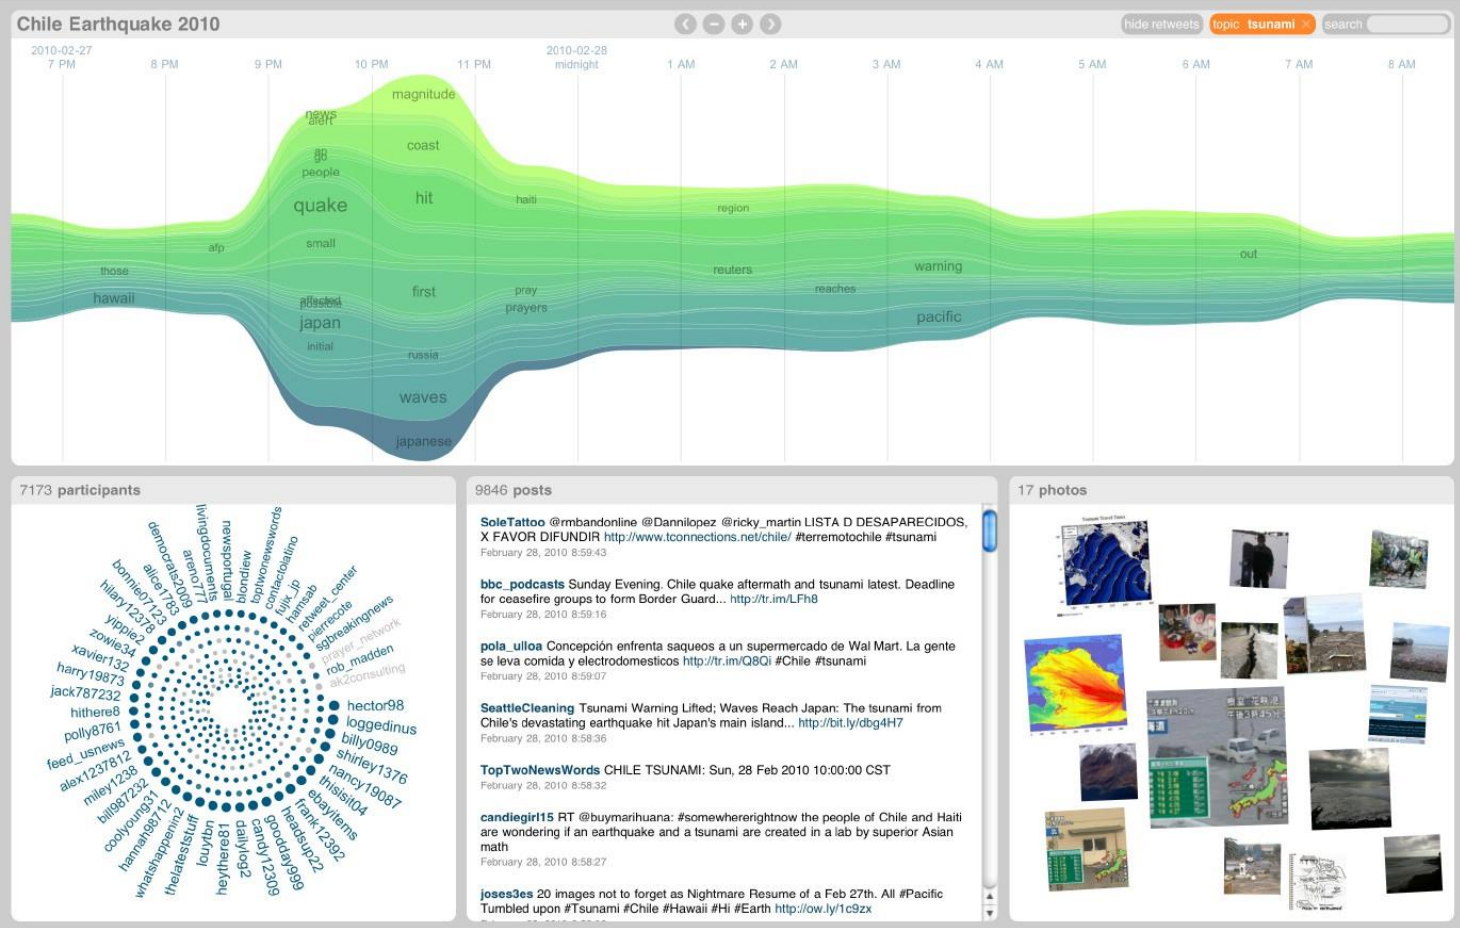 Chile Earthquake 2010
hide retweets
topic tsunami ×
search
2010-02-27
2010-02-28
7 PM 8 PM 9 PM 10 PM 11 PM midnight 1 AM 2 AM 3 AM 4 AM 5 AM 6 AM 7 AM 8 AM
magnitude
news
alert
ap
go
coast
people
hit
haiti
quake
region
small
afp
out
those
reuters
warning
first
pray
reaches
hawaii
affected
possible
prayers
japan
pacific
initial
russia
waves
japanese
7173 participants
livingdocuments
newsportugal
blondiew
toptwonewswords
contactolatino
fujix_jp
hamsab
retweet_center
pierrecote
sgbreakingnews
prayer_network
rob_madden
ak2consulting
hector98
loggedinus
billy0989
shirley1376
nancy19087
thisisit04
ebayitems
frank12392
headsup22
goodday999
candy12309
dailylog2
heythere81
louytbn
thelateststuff
whatshappenin2
hannah98712
coolyoung31
bill987232
miley1238
alex1237812
feed_usnews
polly8761
hithere8
jack787232
harry19873
xavier132
zowie34
yippie2
hilary12378
bonnie07123
alice1783
democrats2009
areno777
9846 posts
SoleTattoo @rmbandonline @Dannilopez @ricky_martin LISTA D DESAPARECIDOS,
X FAVOR DIFUNDIR http://www.tconnections.net/chile/ #terremotochile #tsunami
February 28, 2010 8:59:43
bbc_podcasts Sunday Evening. Chile quake aftermath and tsunami latest. Deadline
for ceasefire groups to form Border Guard... http://tr.im/LFh8
February 28, 2010 8:59:16
pola_ulloa Concepción enfrenta saqueos a un supermercado de Wal Mart. La gente
se leva comida y electrodomesticos http://tr.im/Q8Qi #Chile #tsunami
February 28, 2010 8:59:07
SeattleCleaning Tsunami Warning Lifted; Waves Reach Japan: The tsunami from
Chile's devastating earthquake hit Japan's main island... http://bit.ly/dbg4H7
February 28, 2010 8:58:36
TopTwoNewsWords CHILE TSUNAMI: Sun, 28 Feb 2010 10:00:00 CST
February 28, 2010 8:58:32
candiegirl15 RT @buymarihuana: #somewhererightnow the people of Chile and Haiti
are wondering if an earthquake and a tsunami are created in a lab by superior Asian
math
February 28, 2010 8:58:27
joses3es 20 images not to forget as Nightmare Resume of a Feb 27th. All #Pacific
Tumbled upon #Tsunami #Chile #Hawaii #Hi #Earth http://ow.ly/1c9zx
17 photos
Tsunami Travel Times